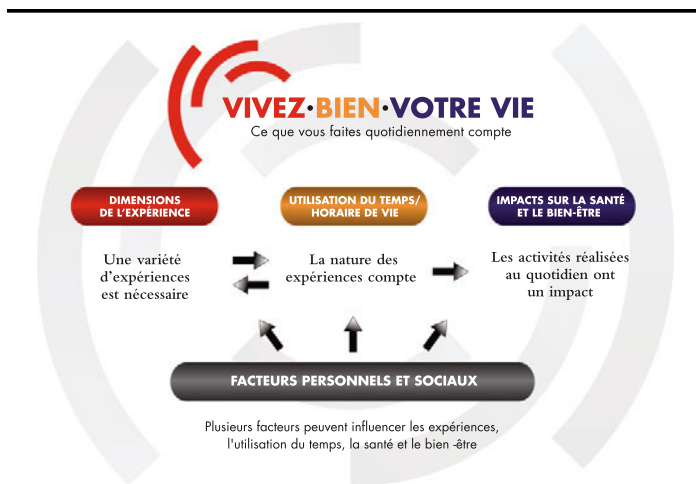 VIVEZ·BIEN·VOTRE VIE
Ce que vous faites quotidiennement compte
DIMENSIONS
DE L'EXPÉRIENCE
Une variété
d'expériences
est nécessaire
UTILISATION DU TEMPS/
HORAIRE DE VIE
La nature des
expériences compte
IMPACTS SUR LA SANTÉ
ET LE BIEN-ÊTRE
Les activités réalisées
au quotidien ont
un impact
FACTEURS PERSONNELS ET SOCIAUX
Plusieurs facteurs peuvent influencer les expériences,
l'utilisation du temps, la santé et le bien -être